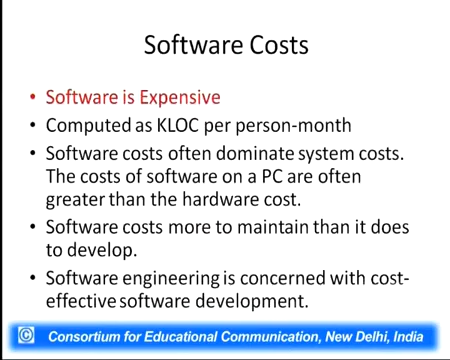 Software Costs
• Software is Expensive
• Computed as KLOC per person-month
• Software costs often dominate system costs.
The costs of software on a PC are often
greater than the hardware cost.
• Software costs more to maintain than it does
to develop.
• Software engineering is concerned with cost-
effective software development.
© Consortium for Educational Communication, New Delhi, India